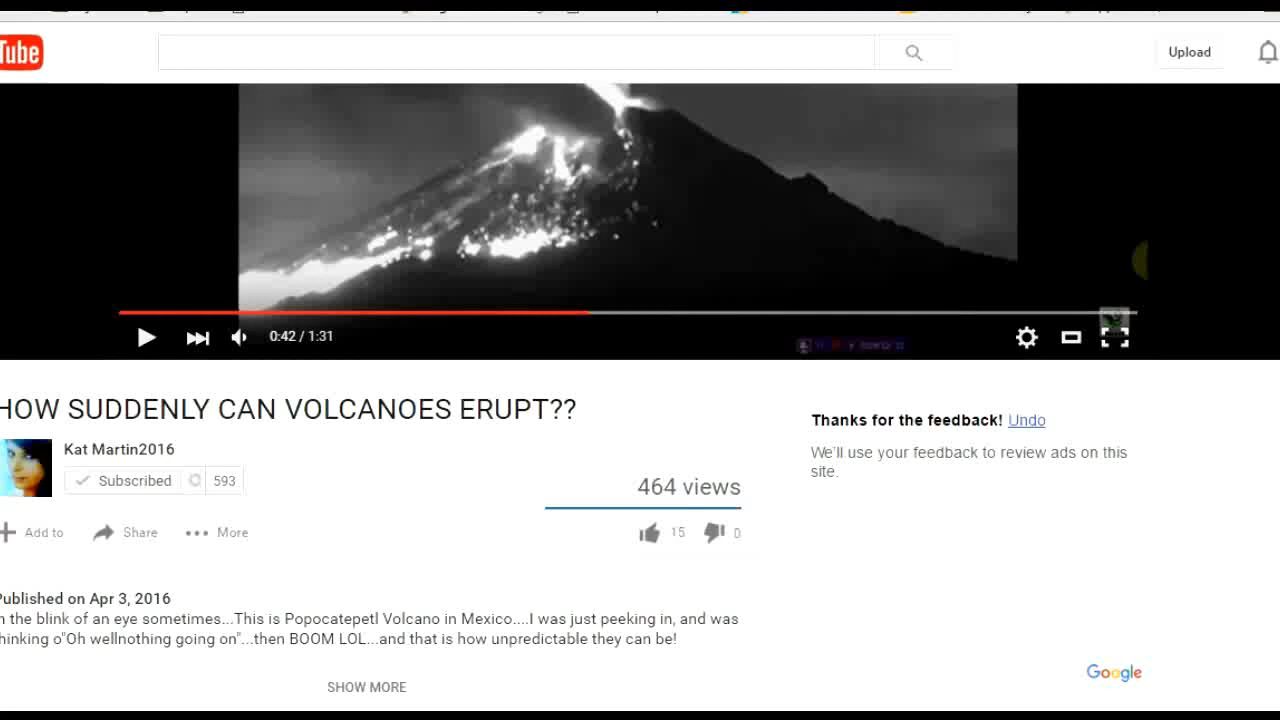 Tube
Upload
0:42 / 1:31
HOW SUDDENLY CAN VOLCANOES ERUPT??
Kat Martin2016
Subscribed 593
464 views
Add to Share More 15 0
Thanks for the feedback! Undo
We'll use your feedback to review ads on this
site.
Published on Apr 3, 2016
n the blink of an eye sometimes...This is Popocatepetl Volcano in Mexico....I was just peeking in, and was
hinking o"Oh wellnothing going on"...then BOOM LOL...and that is how unpredictable they can be!
SHOW MORE
Google